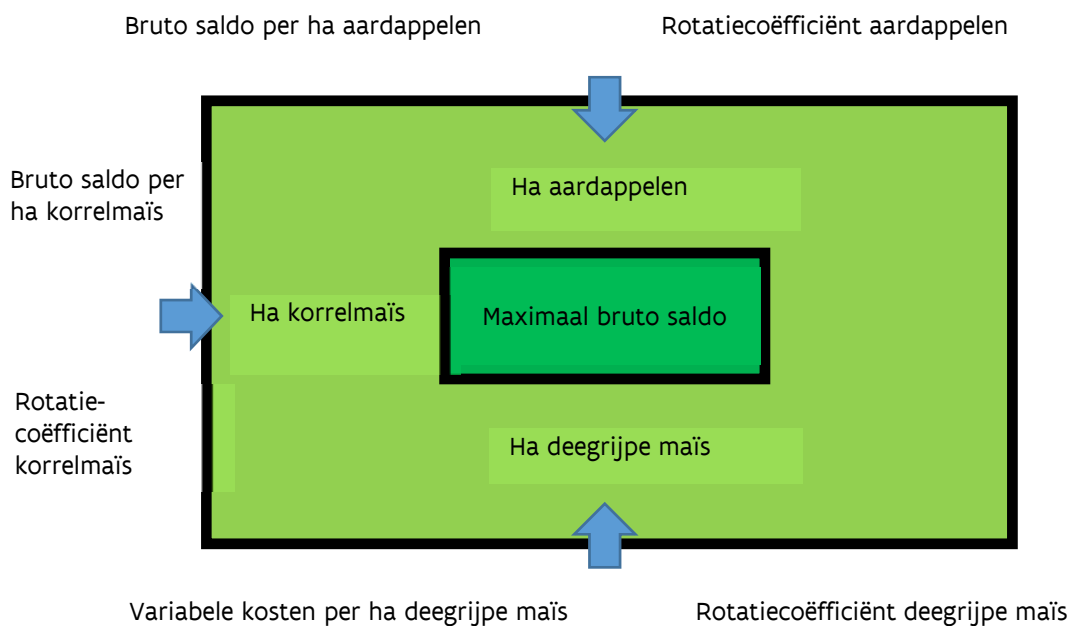 Bruto saldo per ha aardappelen
Rotatiecoëfficiënt aardappelen
Bruto saldo per
ha korrelmaïs
Ha aardappelen
Ha korrelmaïs
Maximaal bruto saldo
Rotatie-
coëfficiënt
korrelmaïs
Ha deegrijpe maïs
Variabele kosten per ha deegrijpe maïs
Rotatiecoëfficiënt deegrijpe maïs